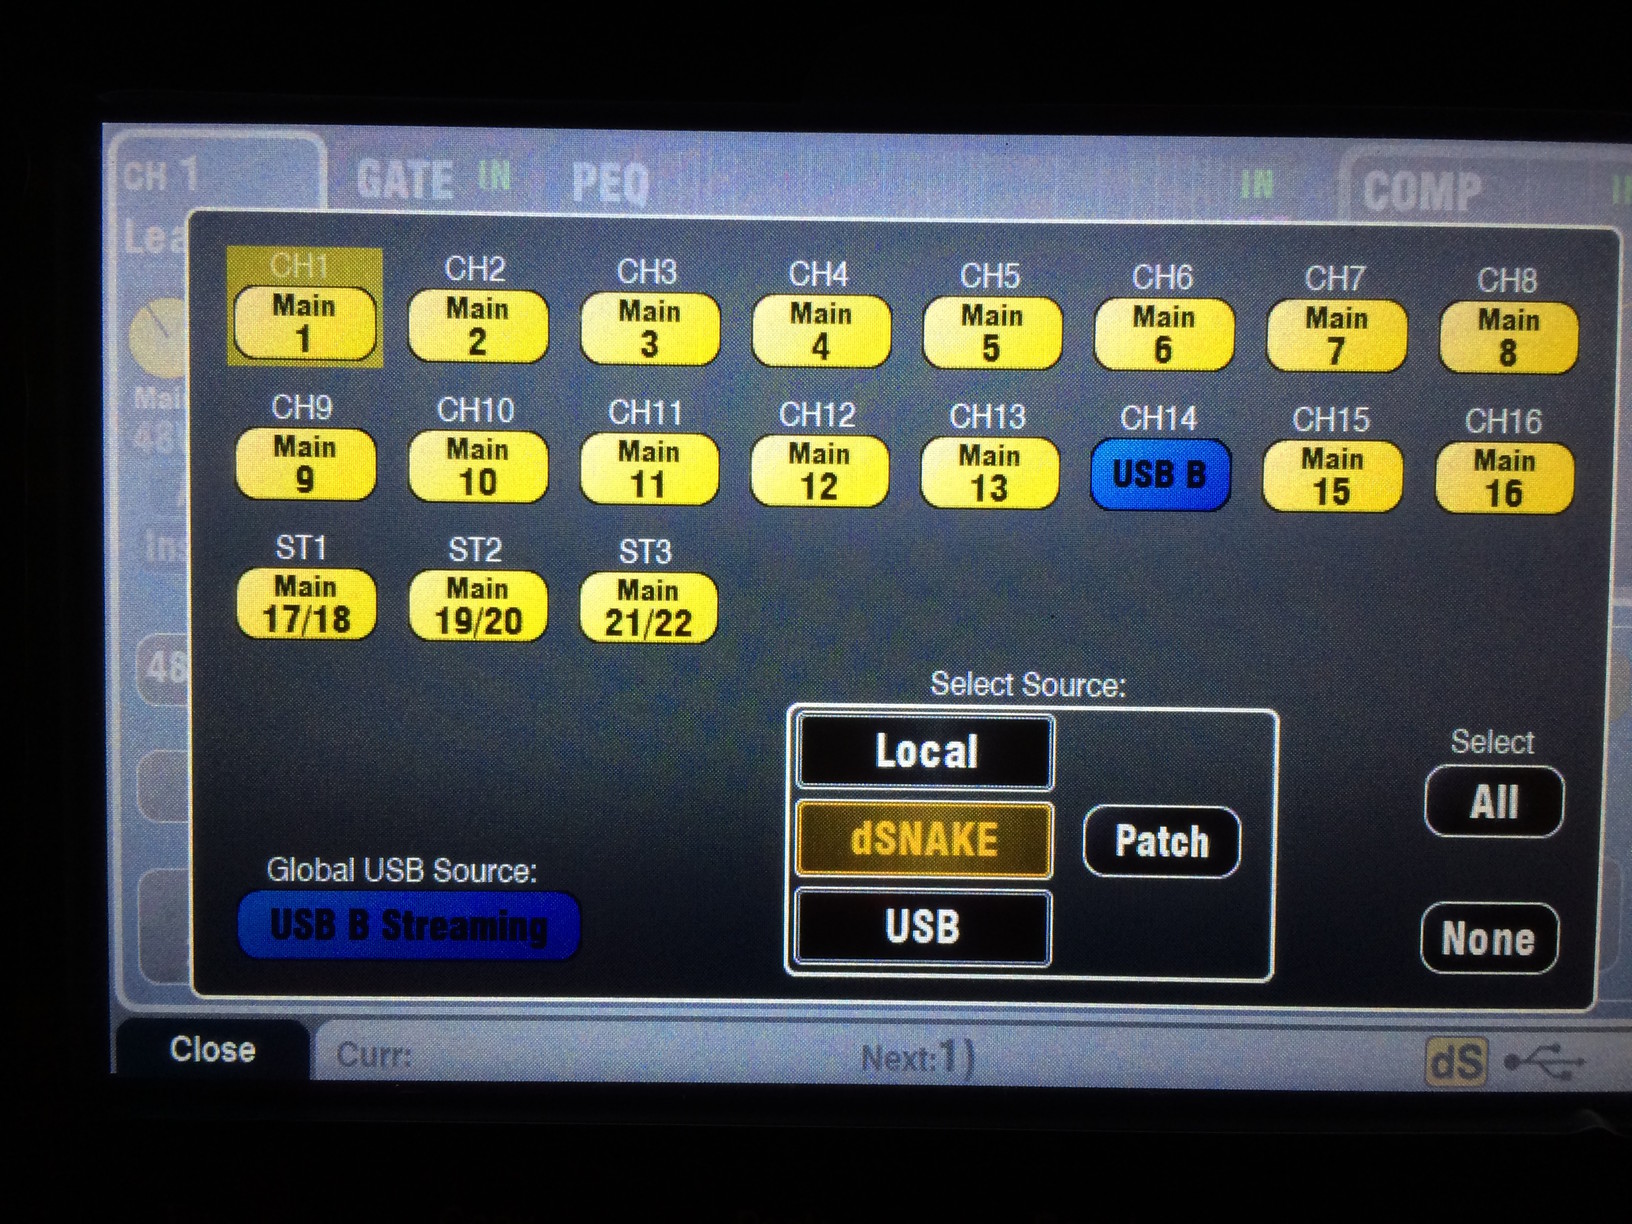 CH 1
GATE IN PEQ IN COMP
CH1 CH2 CH3 CH4 CH5 CH6 CH7 CH8
Main Main Main Main Main Main Main Main
1 2 3 4 5 6 7 8
CH9 CH10 CH11 CH12 CH13 CH14 CH15 CH16
Main Main Main Main Main USB B Main Main
9 10 11 12 13 15 16
ST1 ST2 ST3
Main Main Main
17/18 19/20 21/22
Select Source:
Local
Select
All
dSNAKE Patch
Global USB Source:
USB B Streaming
USB
None
Close Curr: Next:1) dS